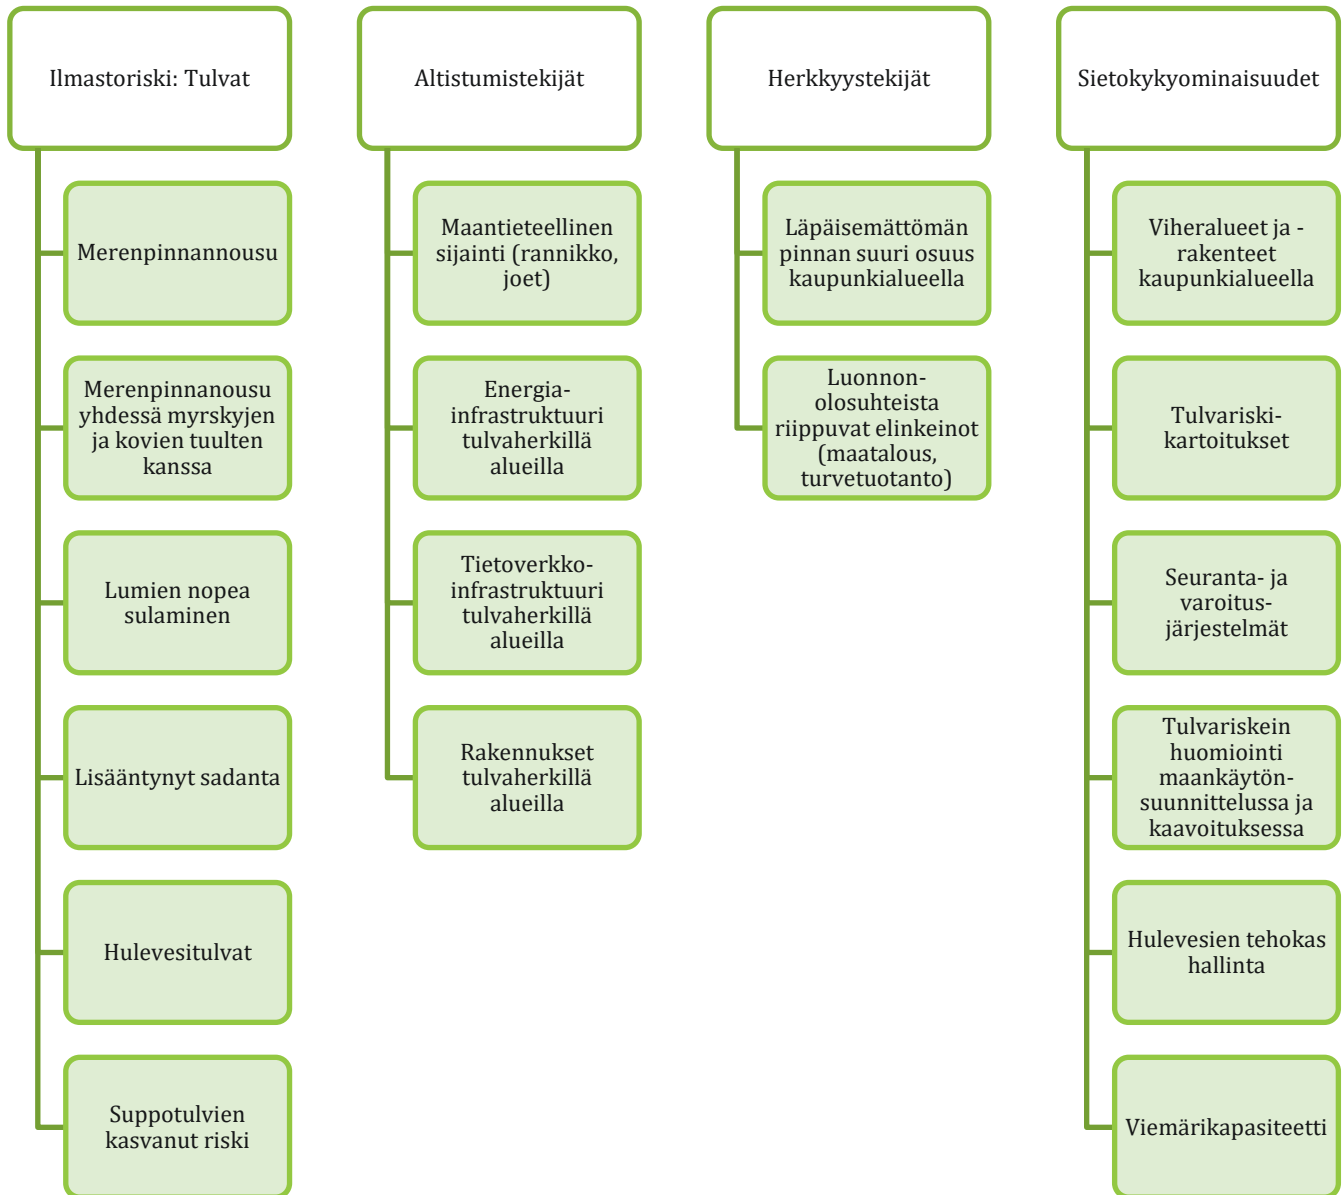 Ilmastoriski: Tulvat
Merenpinnannousu
Merenpinnanousu
yhdessä myrskyjen
ja kovien tuulten
kanssa
Lumien nopea
sulaminen
Lisääntynyt sadanta
Hulevesitulvat
Suppotulvien
kasvanut riski
Altistumistekijät
Maantieteellinen
sijainti (rannikko,
joet)
Energia-
infrastruktuuri
tulvaherkillä
alueilla
Tietoverkko-
infrastruktuuri
tulvaherkillä
alueilla
Rakennukset
tulvaherkillä
alueilla
Herkkyystekijät
Läpäisemättömän
pinnan suuri osuus
kaupunkialueella
Luonnon-
olosuhteista
riippuvat elinkeinot
(maatalous,
turvetuotanto)
Sietokykyominaisuudet
Viheralueet ja -
rakenteet
kaupunkialueella
Tulvariski-
kartoitukset
Seuranta- ja
varoitus-
järjestelmät
Tulvariskein
huomiointi
maankäytön-
suunnittelussa ja
kaavoituksessa
Hulevesien tehokas
hallinta
Viemärikapasiteetti